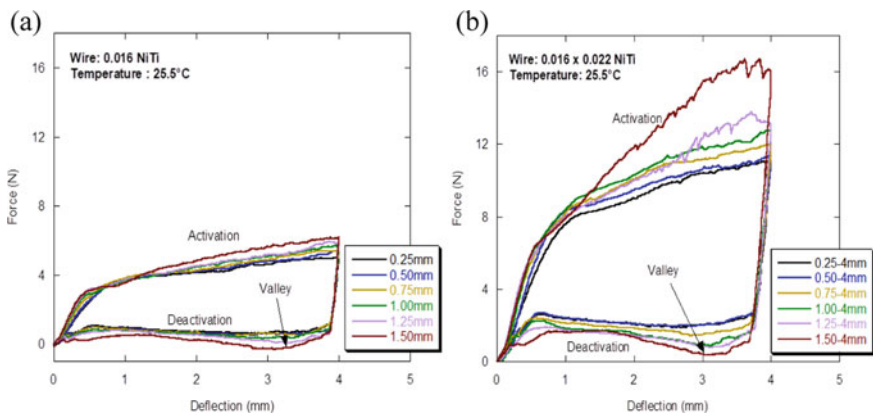 (a)
Wire: 0.016 NiTi
Temperature : 25.5°C
16
12
8
4
0
Force (N)
Activation
Deactivation
Valley
0.25mm
0.50mm
0.75mm
1.00mm
1.25mm
1.50mm
0 1 2 3 4 5
Deflection (mm)
(b)
Wire: 0.016 x 0.022 NiTi
Temperature: 25.5°C
16
12
8
4
0
Force (N)
Activation
Valley
Deactivation
0.25-4mm
0.50-4mm
0.75-4mm
1.00-4mm
1.25-4mm
1.50-4mm
0 1 2 3 4 5
Deflection (mm)